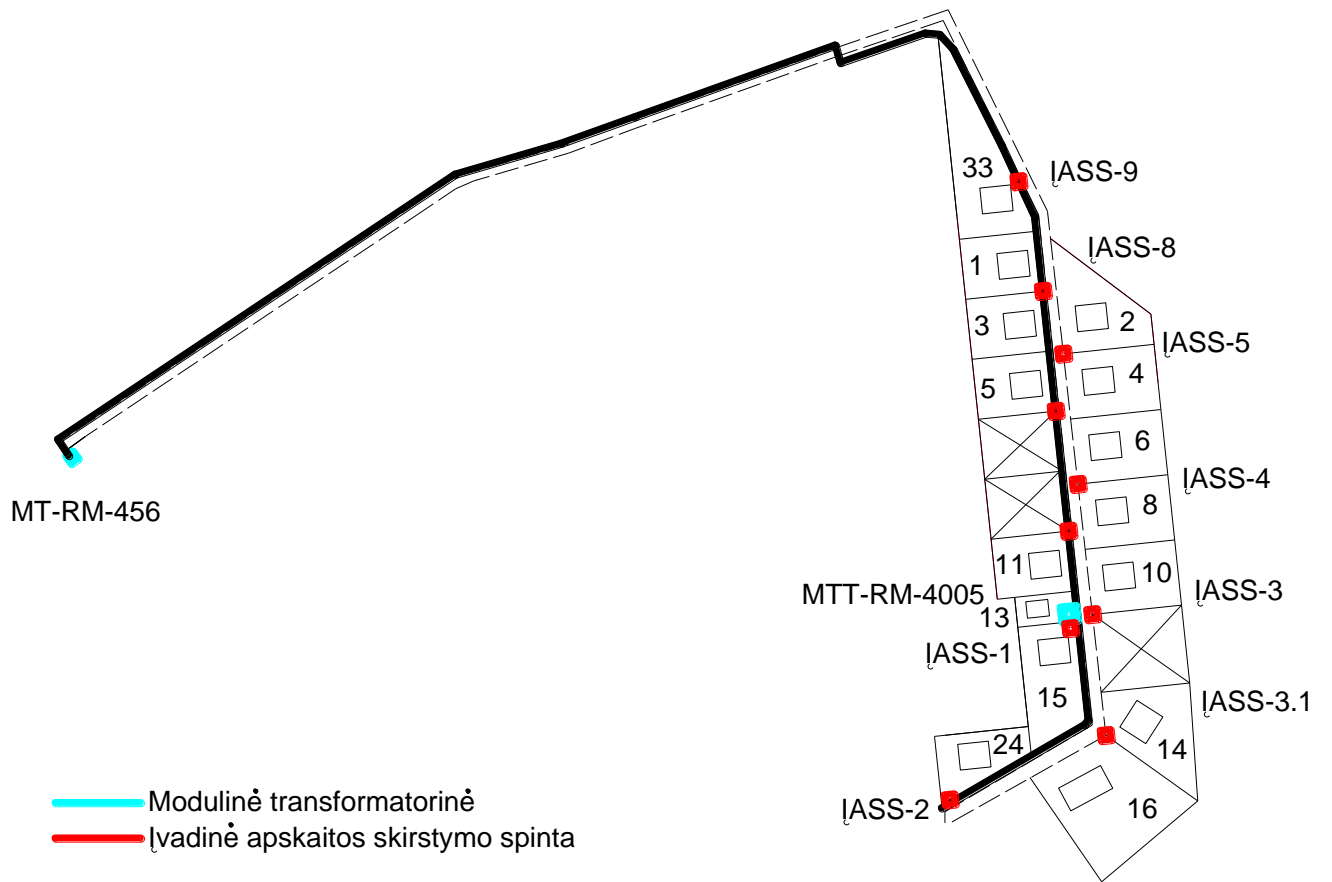 33
ĮASS-9
ĮASS-8
1
2
3
ĮASS-5
4
5
6
ĮASS-4
8
MT-RM-456
11
10
MTT-RM-4005
ĮASS-3
13
ĮASS-1
15
ĮASS-3.1
24
14
Modulinė transformatorinė
ĮASS-2
16
Įvadinė apskaitos skirstymo spinta